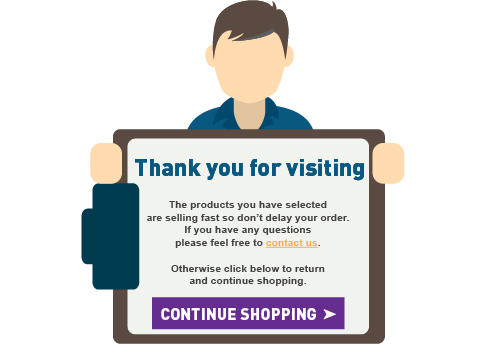 Thank you for visiting
The products you have selected
are selling fast so don't delay your order.
If you have any questions
please feel free to contact us.
Otherwise click below to return
and continue shopping.
CONTINUE SHOPPING ➤